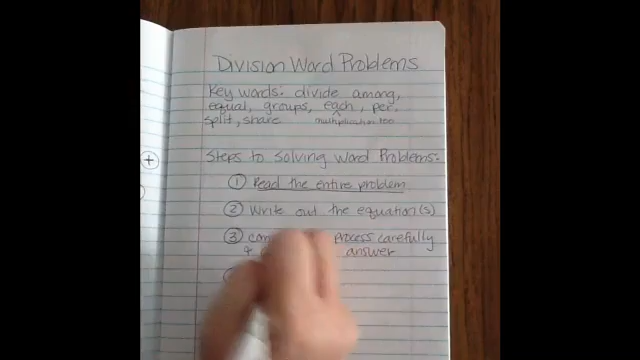 Division Word Problems
Key words: divide among,
equal, groups, each, per,
split, share multiplication too
Steps to Solving Word Problems:
① Read the entire problem
② Write out the equation(s)
③ process carefully
& answer
+